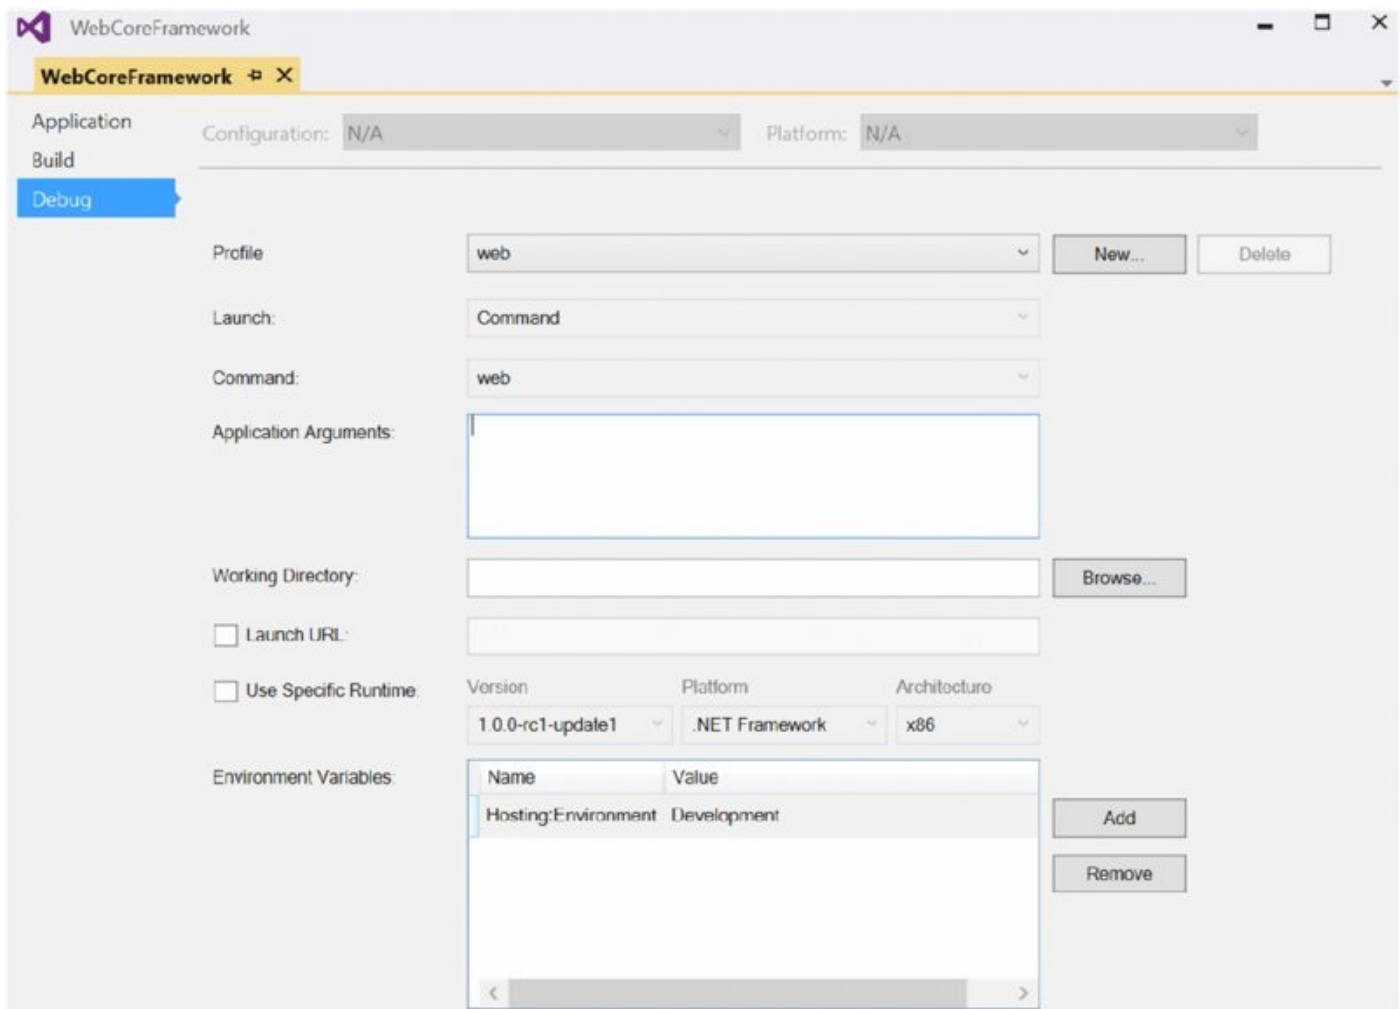 WebCoreFramework
WebCoreFramework
Application
Configuration: N/A Platform: N/A
Build
Debug
Profile web New... Delete
Launch: Command
Command: web
Application Arguments:
Working Directory: Browse...
Launch URL:
Use Specific Runtime: Version Platform Architecture
1.0.0-rc1-update1 .NET Framework x86
Environment Variables: Name Value
Hosting:Environment Development
Add
Remove